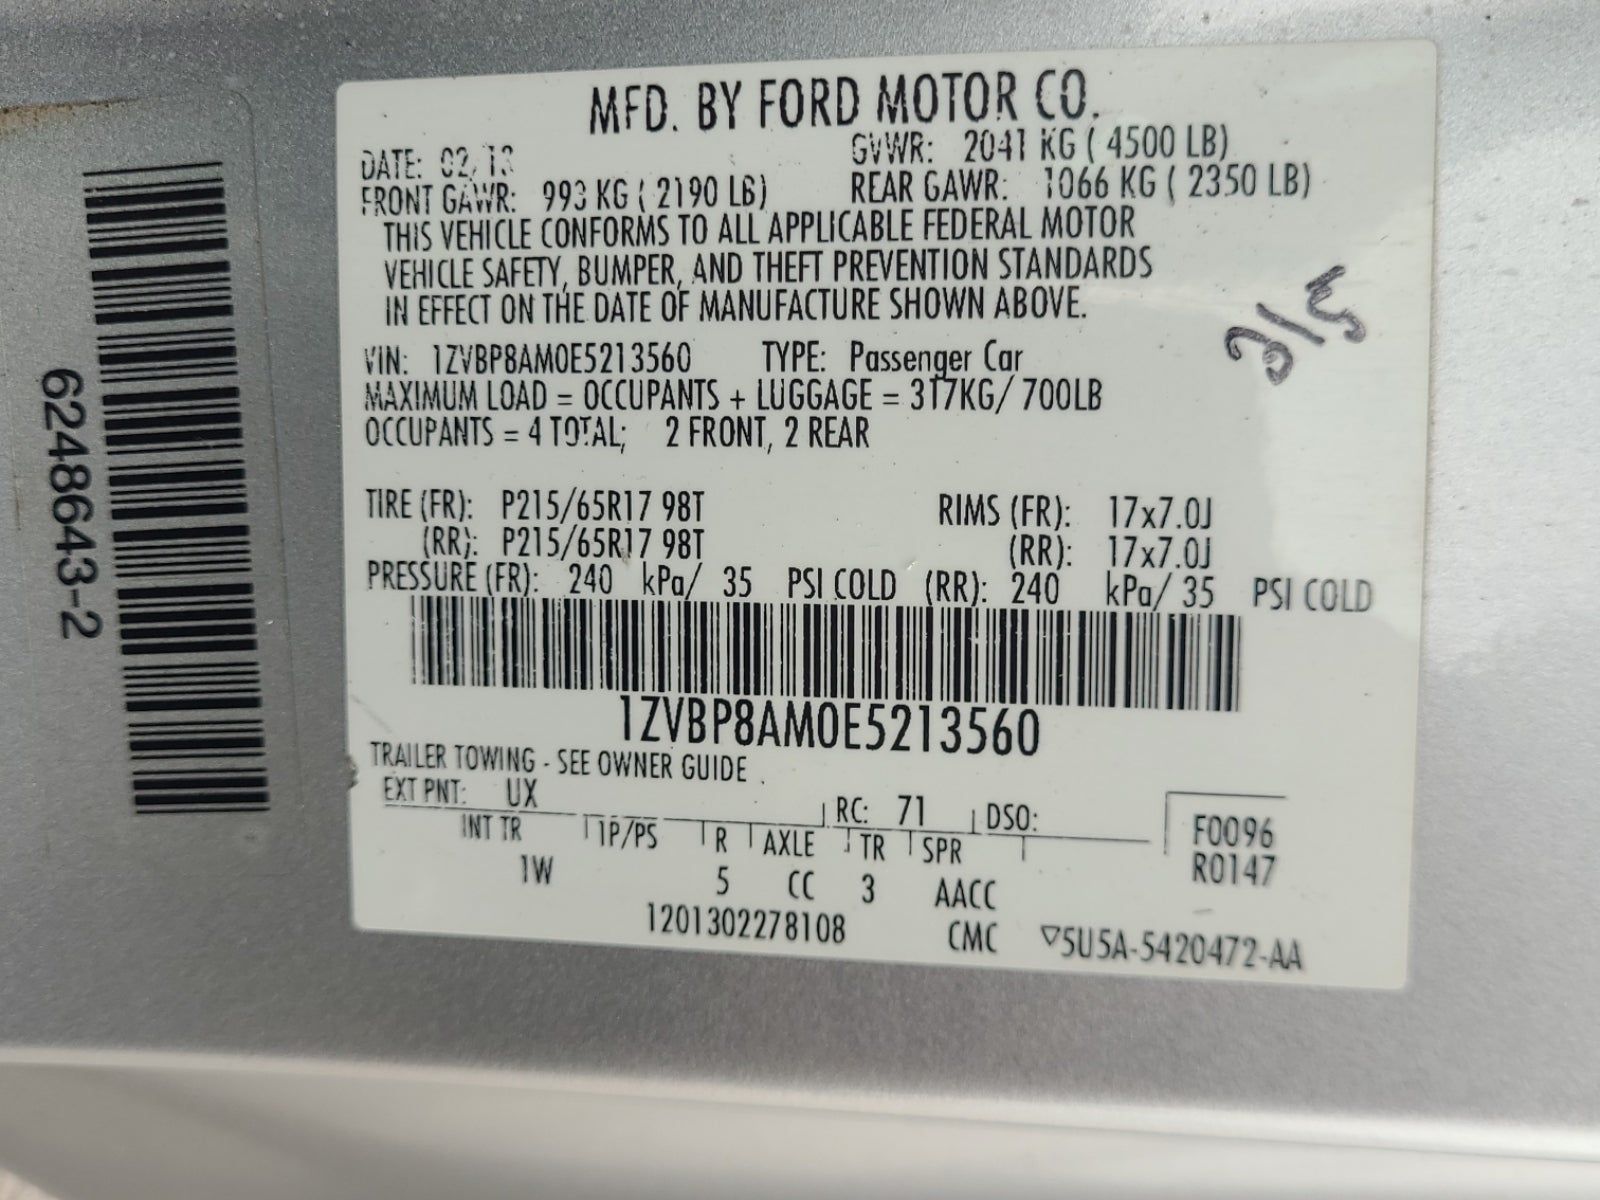 MFD. BY FORD MOTOR CO.
DATE: 02/13 GVWR: 2041 KG ( 4500 LB)
FRONT GAWR: 993 KG ( 2190 LB) REAR GAWR: 1066 KG ( 2350 LB)
THIS VEHICLE CONFORMS TO ALL APPLICABLE FEDERAL MOTOR
VEHICLE SAFETY, BUMPER, AND THEFT PREVENTION STANDARDS
IN EFFECT ON THE DATE OF MANUFACTURE SHOWN ABOVE.
VIN: 1ZVBP8AM0E5213560 TYPE: Passenger Car
MAXIMUM LOAD = OCCUPANTS + LUGGAGE = 317KG/ 700LB
OCCUPANTS = 4 TOTAL; 2 FRONT, 2 REAR
TIRE (FR): P215/65R17 98T RIMS (FR): 17x7.0J
(RR): P215/65R17 98T (RR): 17x7.0J
PRESSURE (FR): 240 kPa/ 35 PSI COLD (RR): 240 kPa/ 35 PSI COLD
1ZVBP8AM0E5213560
TRAILER TOWING - SEE OWNER GUIDE
EXT PNT: UX RC: 71 DSO:
INT TR 1P/PS R AXLE TR SPR
1W 5 CC 3 AACC
F0096
R0147
1201302278108 CMC ▽5U5A-5420472-AA
6248643-2